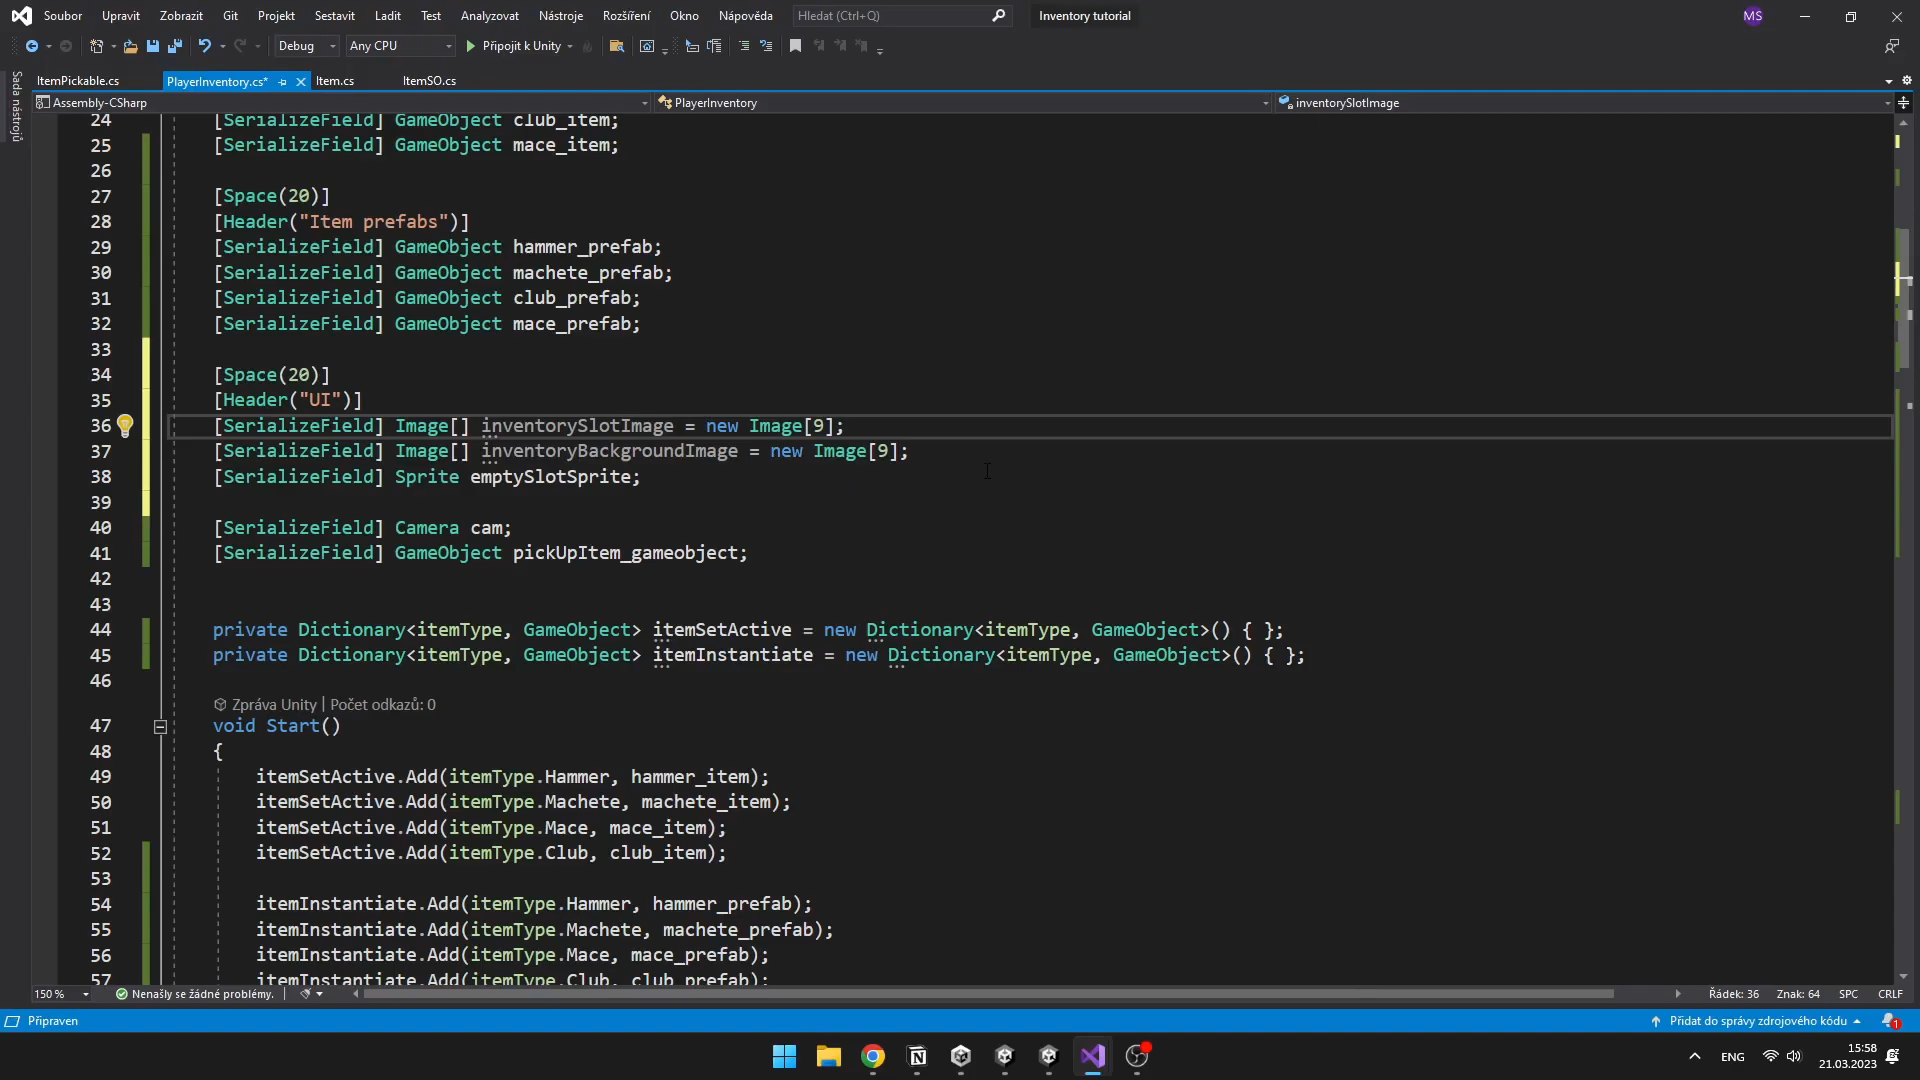 Soubor Upravit Zobrazit Git Projekt Sestavit Ladit Test Analyzovat Nástroje Rozšíření Okno Nápověda Hledat (Ctrl+Q) Inventory tutorial MS
Debug Any CPU Připojit k Unity
Sada nástrojů
ItemPickable.cs PlayerInventory.cs* Item.cs ItemSO.cs
Assembly-CSharp PlayerInventory inventorySlotImage
24 [SerializeField] GameObject club_item;
25 [SerializeField] GameObject mace_item;
26
27 [Space(20)]
28 [Header("Item prefabs")]
29 [SerializeField] GameObject hammer_prefab;
30 [SerializeField] GameObject machete_prefab;
31 [SerializeField] GameObject club_prefab;
32 [SerializeField] GameObject mace_prefab;
33
34 [Space(20)]
35 [Header("UI")]
36 [SerializeField] Image[] inventorySlotImage = new Image[9];
37 [SerializeField] Image[] inventoryBackgroundImage = new Image[9];
38 [SerializeField] Sprite emptySlotSprite;
39
40 [SerializeField] Camera cam;
41 [SerializeField] GameObject pickUpItem_gameobject;
42
43
44 private Dictionary<itemType, GameObject> itemSetActive = new Dictionary<itemType, GameObject>() { };
45 private Dictionary<itemType, GameObject> itemInstantiate = new Dictionary<itemType, GameObject>() { };
46
Zpráva Unity | Počet odkazů: 0
47 void Start()
48 {
49 itemSetActive.Add(itemType.Hammer, hammer_item);
50 itemSetActive.Add(itemType.Machete, machete_item);
51 itemSetActive.Add(itemType.Mace, mace_item);
52 itemSetActive.Add(itemType.Club, club_item);
53
54 itemInstantiate.Add(itemType.Hammer, hammer_prefab);
55 itemInstantiate.Add(itemType.Machete, machete_prefab);
56 itemInstantiate.Add(itemType.Mace, mace_prefab);
57 itemInstantiate.Add(itemType.Club, club_prefab);
150 % Nenašly se žádné problémy. Řádek: 36 Znak: 64 SPC CRLF
Připraven Přidat do správy zdrojového kódu 1
ENG 15:58
21.03.2023